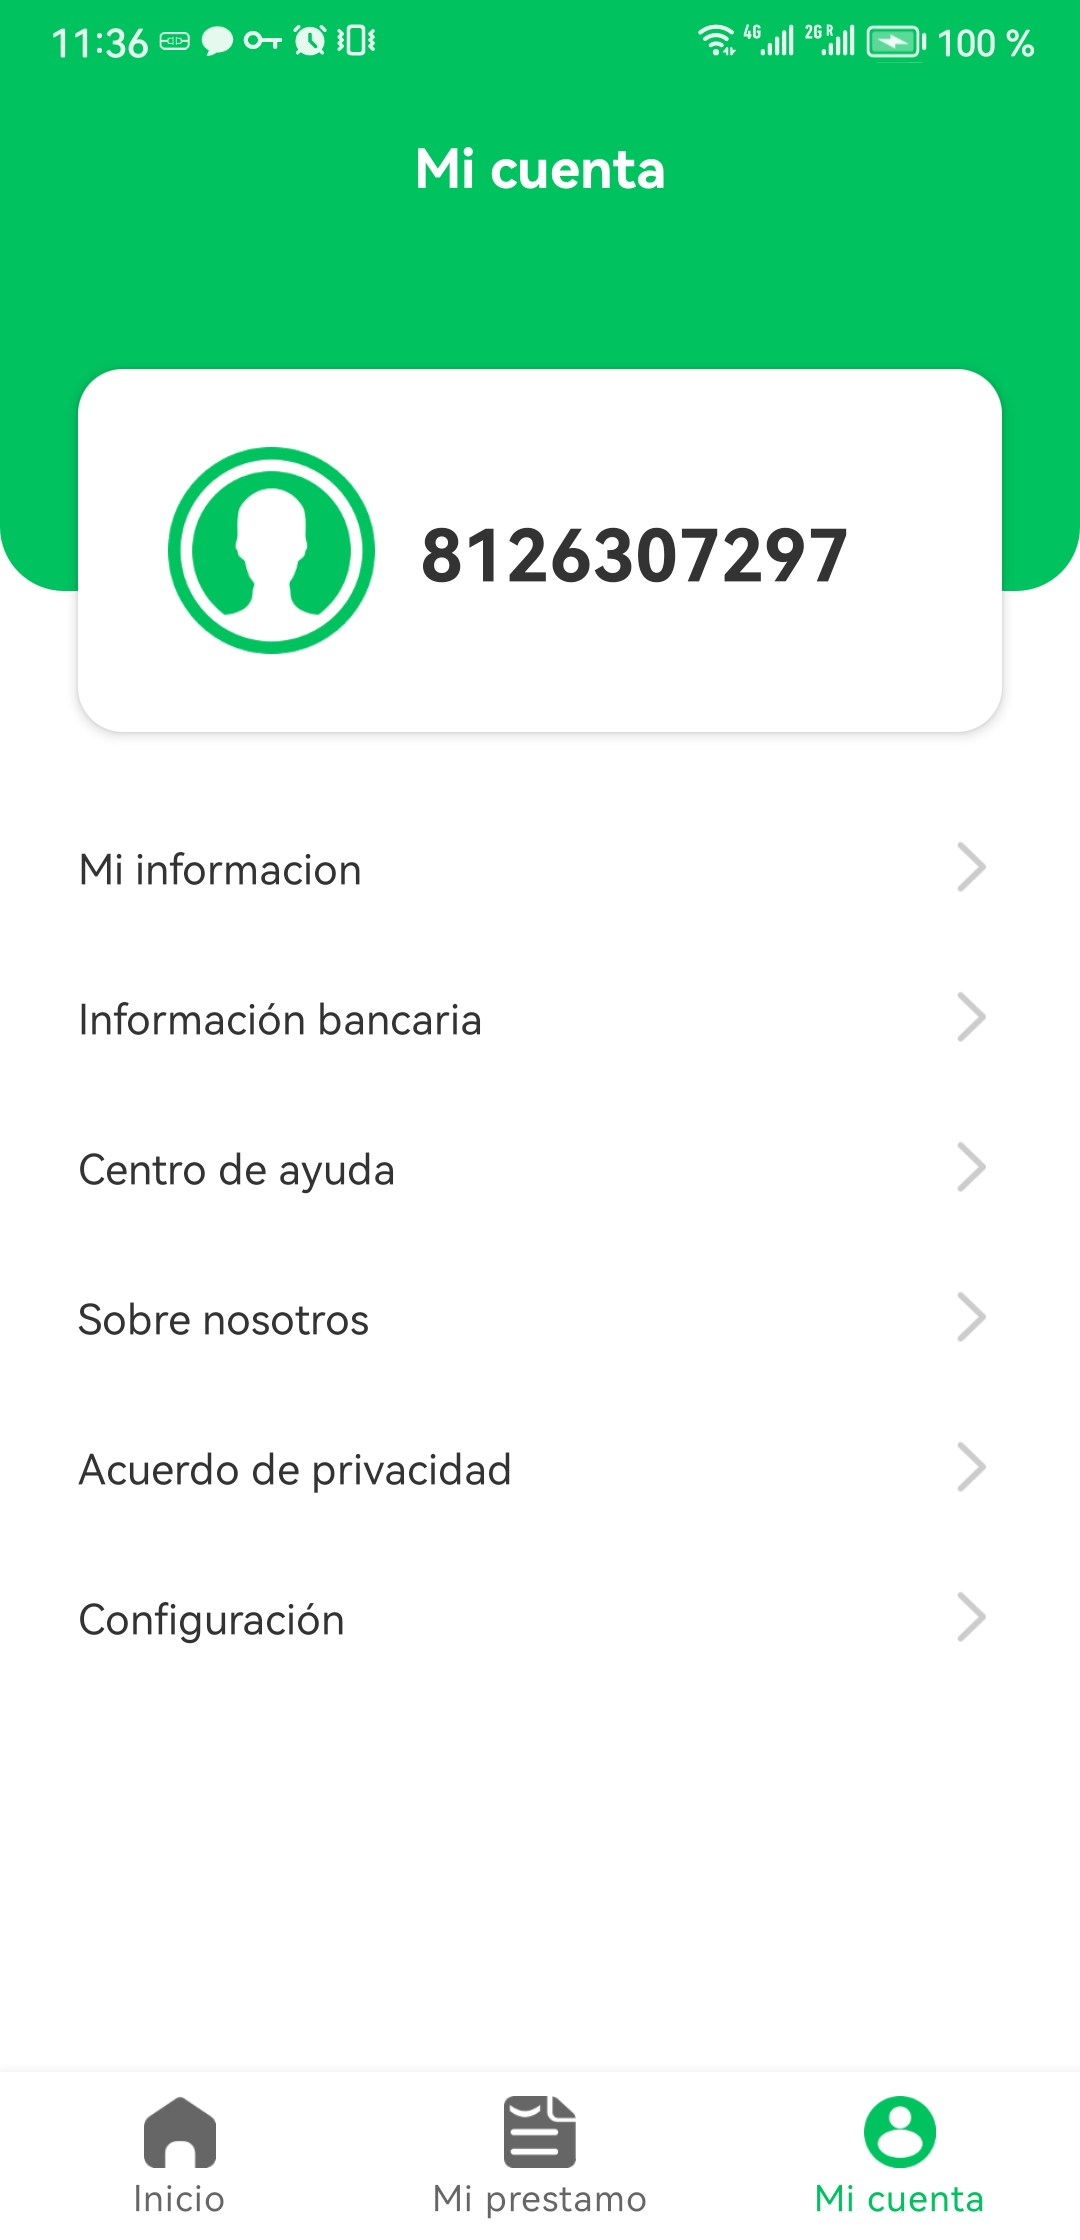 11:36 4G 2G R 100 %
Mi cuenta
8126307297
Mi informacion
Información bancaria
Centro de ayuda
Sobre nosotros
Acuerdo de privacidad
Configuración
Inicio Mi prestamo Mi cuenta